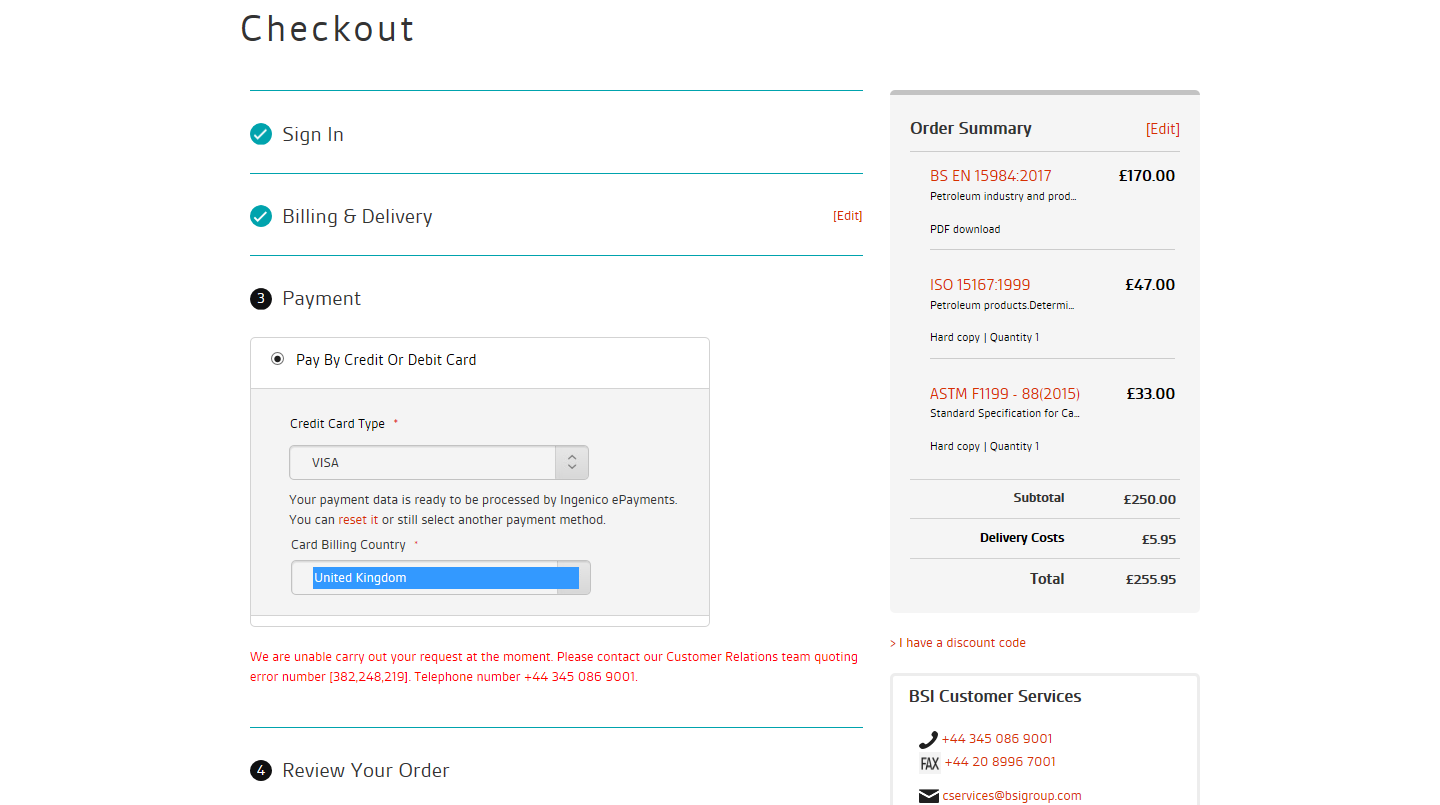 Checkout
Sign In
Billing & Delivery
[Edit]
3 Payment
Pay By Credit Or Debit Card
Credit Card Type *
VISA
Your payment data is ready to be processed by Ingenico ePayments.
You can reset it or still select another payment method.
Card Billing Country *
United Kingdom
We are unable carry out your request at the moment. Please contact our Customer Relations team quoting
error number [382,248,219]. Telephone number +44 345 086 9001.
4 Review Your Order
Order Summary [Edit]
BS EN 15984:2017 £170.00
Petroleum industry and prod...
PDF download
ISO 15167:1999 £47.00
Petroleum products.Determi...
Hard copy | Quantity 1
ASTM F1199 - 88(2015) £33.00
Standard Specification for Ca...
Hard copy | Quantity 1
Subtotal £250.00
Delivery Costs £5.95
Total £255.95
> I have a discount code
BSI Customer Services
+44 345 086 9001
FAX +44 20 8996 7001
cservices@bsigroup.com